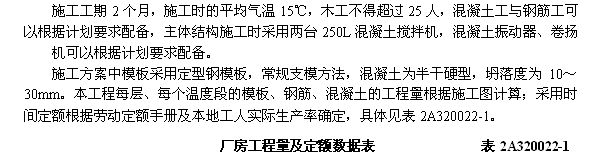 施工工期 2 个月，施工时的平均气温 15℃，木工不得超过 25 人，混凝土工与钢筋工可
以根据计划要求配备，主体结构施工时采用两台 250L 混凝土搅拌机，混凝土振动器、卷扬
机可以根据计划要求配备。
施工方案中模板采用定型钢模板，常规支模方法，混凝土为半干硬型，坍落度为 10～
30mm。本工程每层、每个温度段的模板、钢筋、混凝土的工程量根据施工图计算；采用时
间定额根据劳动定额手册及本地工人实际生产率确定，具体见表 2A320022-1。
厂房工程量及定额数据表 表 2A320022-1